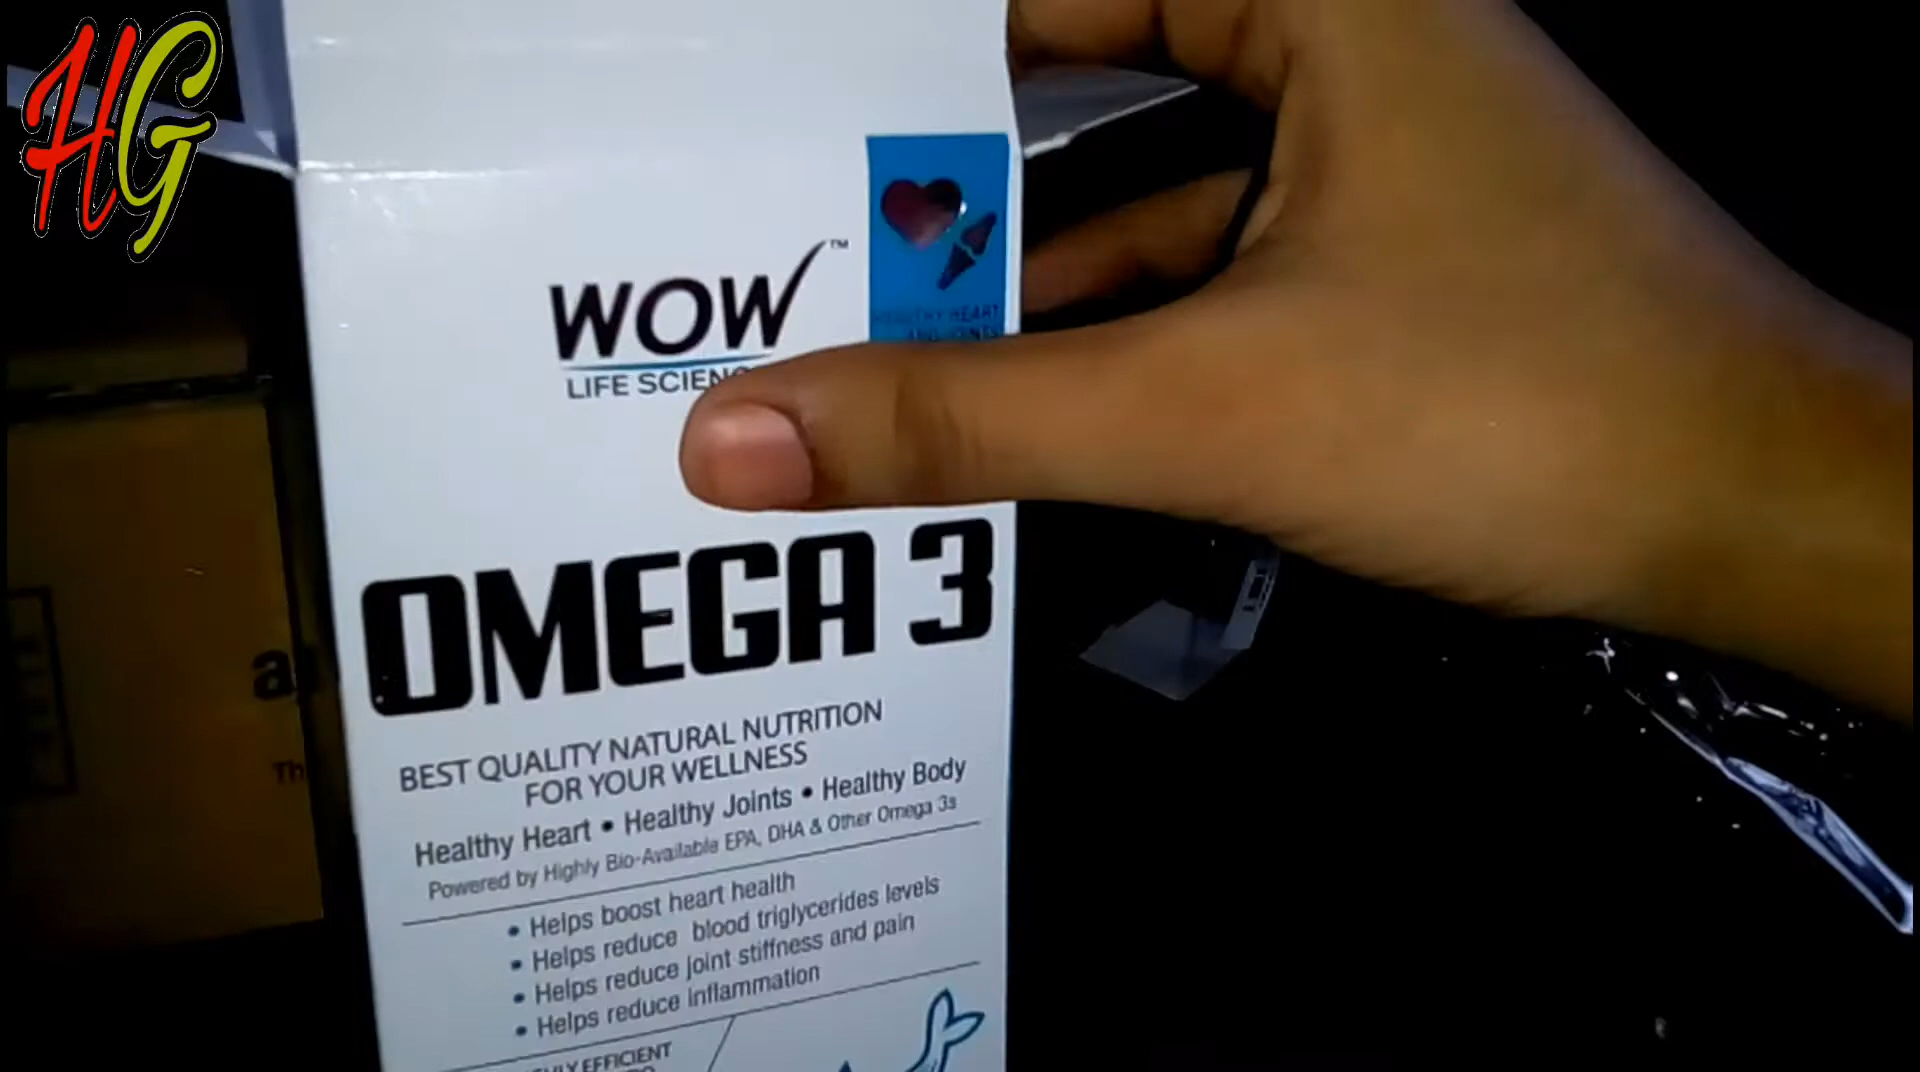 HG
WOW™
LIFE
HEART
OMEGA 3
BEST QUALITY NATURAL NUTRITION
FOR YOUR WELLNESS
Healthy Heart • Healthy Joints • Healthy Body
Powered by Highly Bio-Available EPA, DHA & Other Omega 3s
• Helps boost heart health
• Helps reduce blood triglycerides levels
• Helps reduce joint stiffness and pain
• Helps reduce inflammation
EFFICIENT